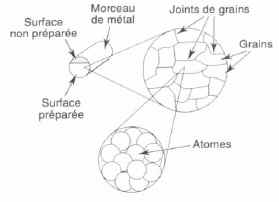 Surface
non préparée
Morceau
de métal
Joints de grains
Grains
Surface
préparée
Atomes